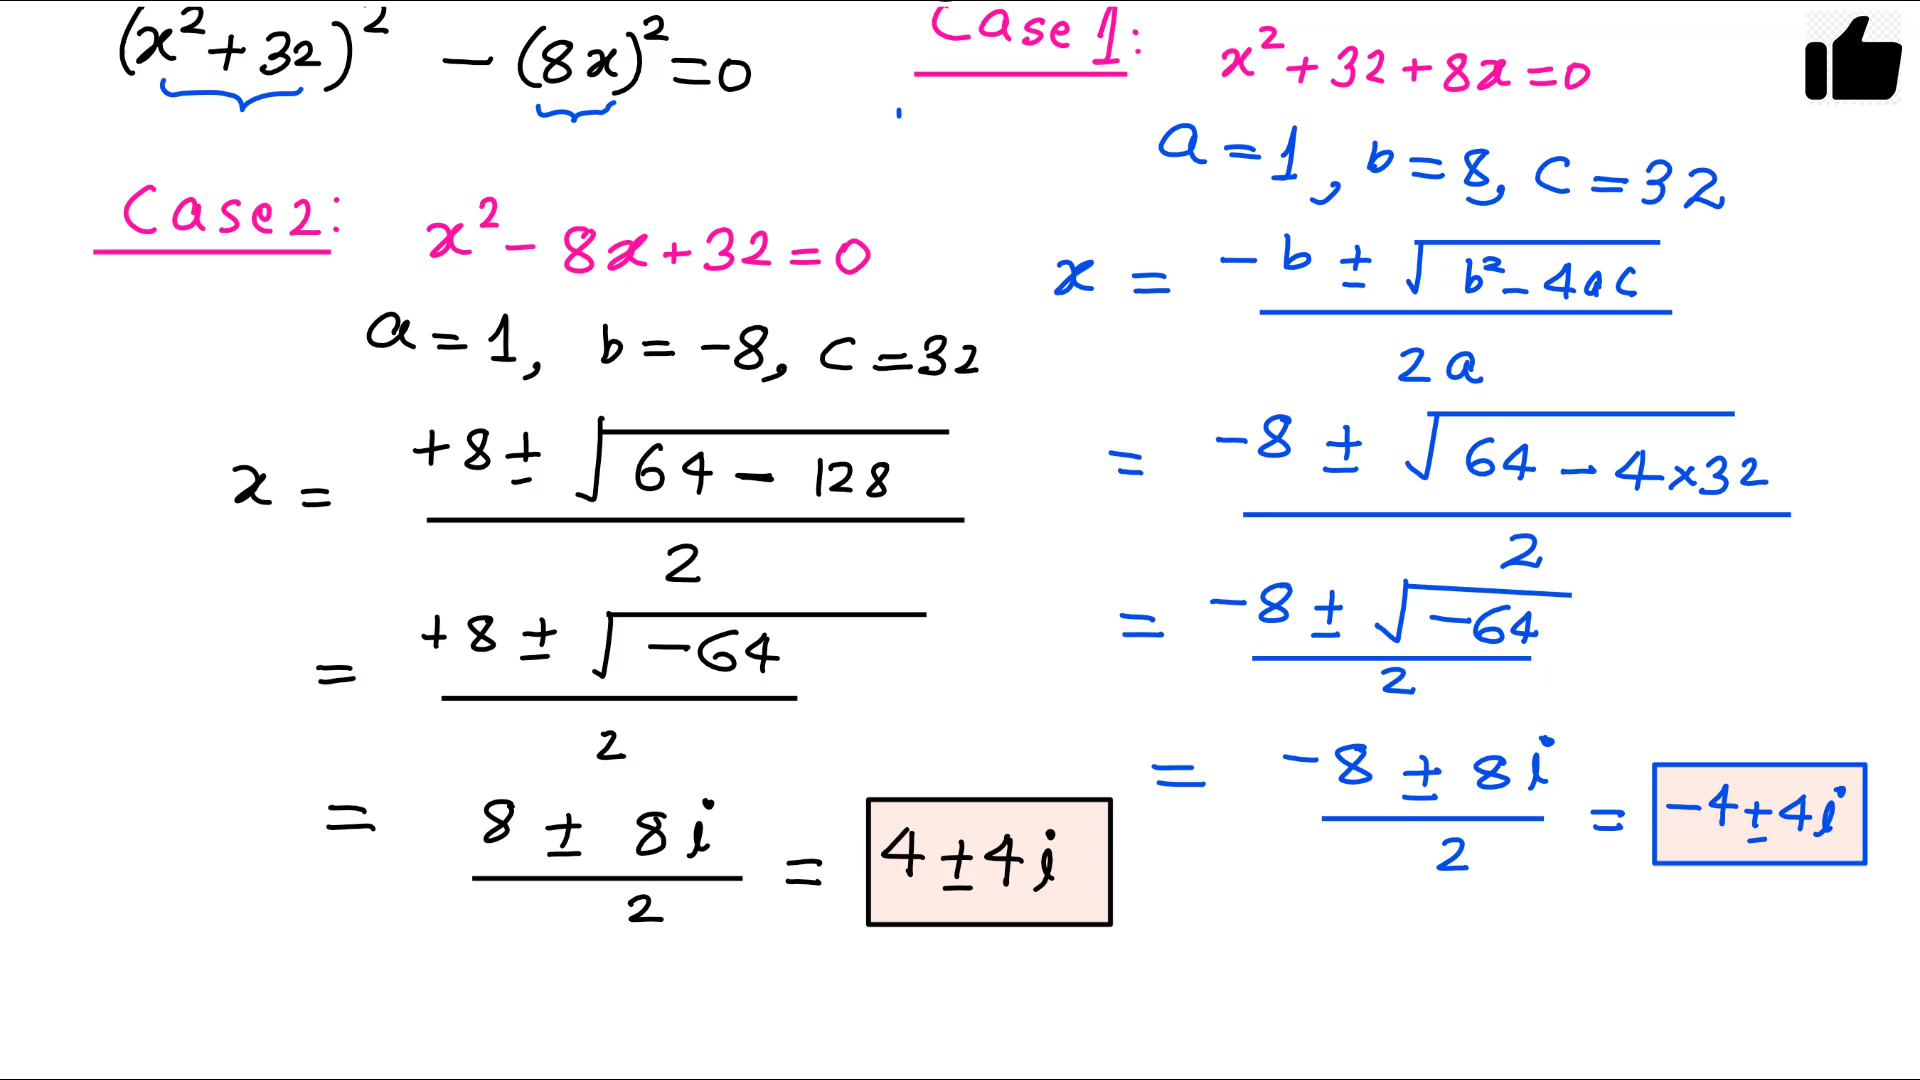 (x²+32)² − (8x)² = 0
Case 2: x² − 8x + 32 = 0
a = 1, b = −8, c = 32
x = (+8 ± √(64 − 128)) / 2
= (+8 ± √(−64)) / 2
= (8 ± 8i) / 2 = 4 ± 4i
Case 1: x² + 32 + 8x = 0
a = 1, b = 8, c = 32
x = (−b ± √(b² − 4ac)) / 2a
= (−8 ± √(64 − 4×32)) / 2
= (−8 ± √(−64)) / 2
= (−8 ± 8i) / 2 = −4 ± 4i